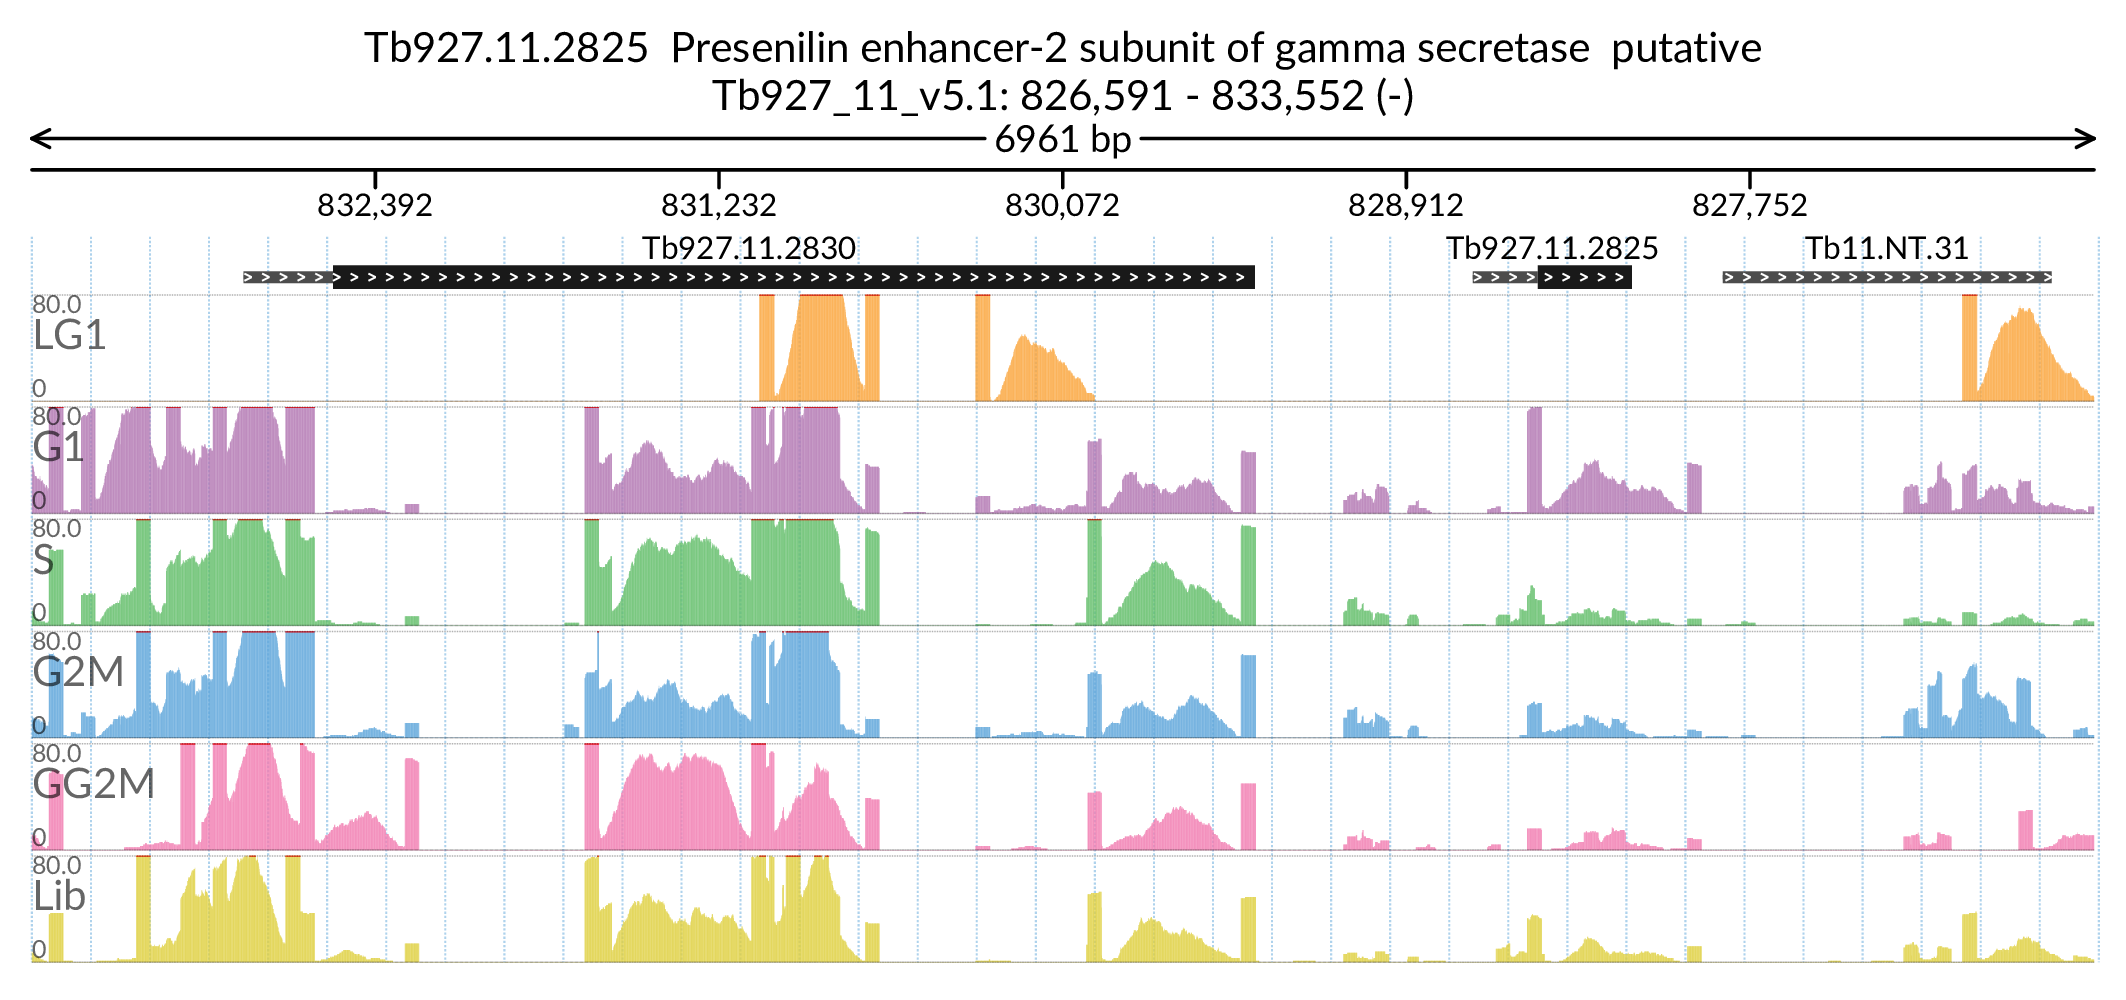 Tb927.11.2825  Presenilin enhancer-2 subunit of gamma secretase  putative
Tb927_11_v5.1: 826,591 - 833,552 (-)
6961 bp
832,392 831,232 830,072 828,912 827,752
Tb927.11.2830 Tb927.11.2825 Tb11.NT.31
80.0
LG1
0
80.0
G1
0
80.0
S
0
80.0
G2M
0
80.0
GG2M
0
80.0
Lib
0